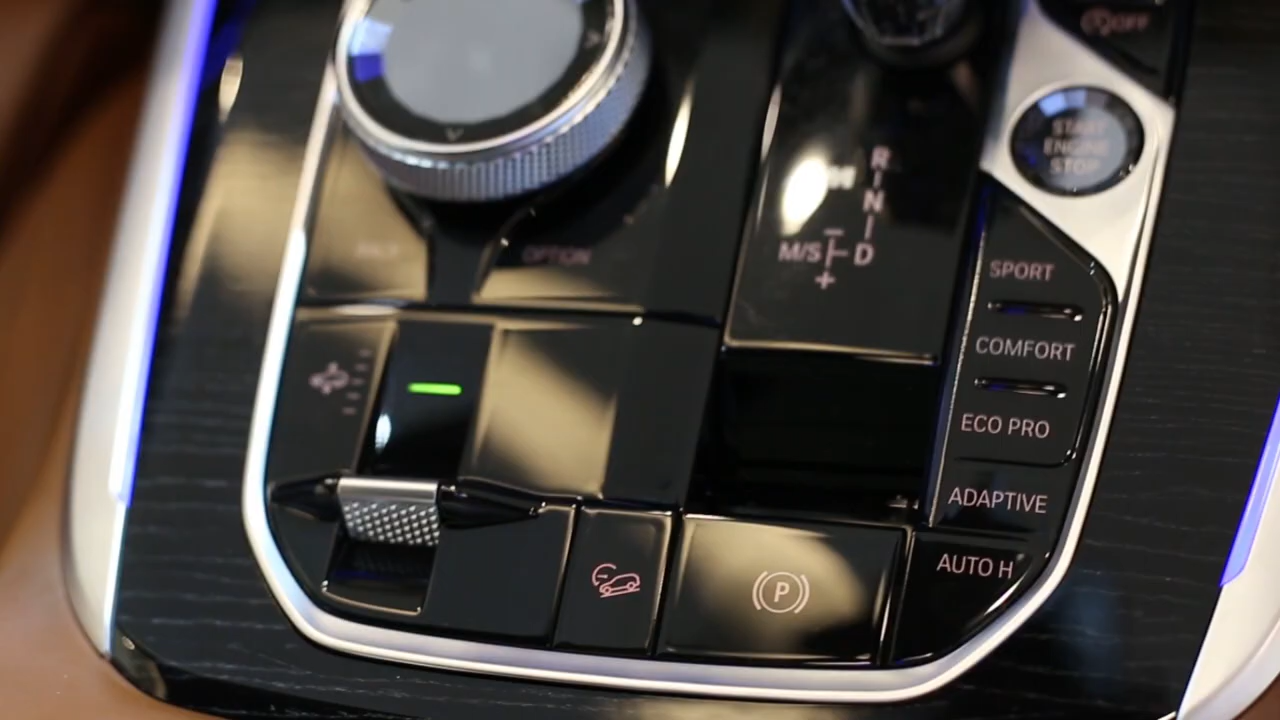 OFF
START
ENGINE
STOP
R
N
M/S
D
+
OPTION
SPORT
COMFORT
ECO PRO
ADAPTIVE
AUTO H
P